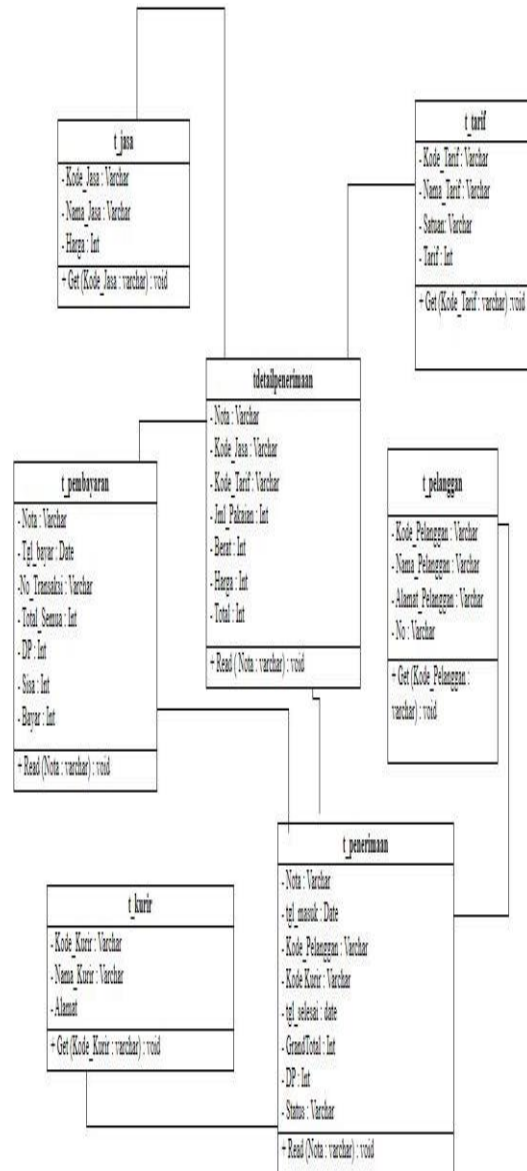 t_jasa
- Kode_Jasa : Varchar
- Nama_Jasa : Varchar
- Harga : Int
+ Get (Kode_Jasa : varchar) : void
t_tarif
- Kode_Tarif : Varchar
- Nama_Tarif : Varchar
- Satuan: Varchar
- Tarif : Int
+ Get (Kode_Tarif : varchar) :void
tdetailpenerimaan
- Nota : Varchar
- Kode_Jasa : Varchar
- Kode_Tarif : Varchar
- Jml_Pakaian : Int
- Berat : Int
- Harga : Int
- Total : Int
+ Read ( Nota : varchar) : void
t_pembayaran
- Nota : Varchar
- Tgl_bayar : Date
-No_Transaksi : Varchar
- Total_Semua : Int
- DP : Int
- Sisa : Int
- Bayar : Int
+ Read (Nota : varchar) : void
t_pelanggan
- Kode_Pelanggan : Varchar
- Nama_Pelanggan : Varchar
- Alamat_Pelanggan : Varchar
- No : Varchar
+ Get (Kode_Pelanggan :
varchar) : void
t_penerimaan
- Nota : Varchar
- tgl_masuk : Date
- Kode_Pelanggan : Varchar
- Kode Kurir : Varchar
- tgl_selesai : date
- GrandTotal : Int
- DP : Int
- Status : Varchar
+ Read (Nota : varchar) : void
t_kurir
- Kode_Kurir : Varchar
- Nama_Kurir : Varchar
- Alamat
+ Get (Kode_Kurir : varchar) : void